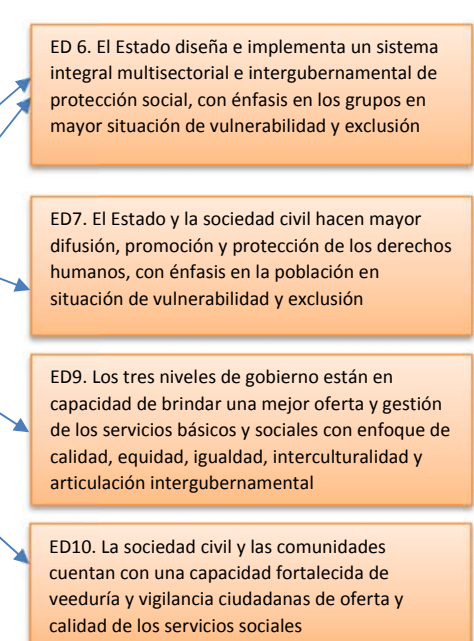 ED 6. El Estado diseña e implementa un sistema
integral multisectorial e intergubernamental de
protección social, con énfasis en los grupos en
mayor situación de vulnerabilidad y exclusión
ED7. El Estado y la sociedad civil hacen mayor
difusión, promoción y protección de los derechos
humanos, con énfasis en la población en
situación de vulnerabilidad y exclusión
ED9. Los tres niveles de gobierno están en
capacidad de brindar una mejor oferta y gestión
de los servicios básicos y sociales con enfoque de
calidad, equidad, igualdad, interculturalidad y
articulación intergubernamental
ED10. La sociedad civil y las comunidades
cuentan con una capacidad fortalecida de
veeduría y vigilancia ciudadanas de oferta y
calidad de los servicios sociales